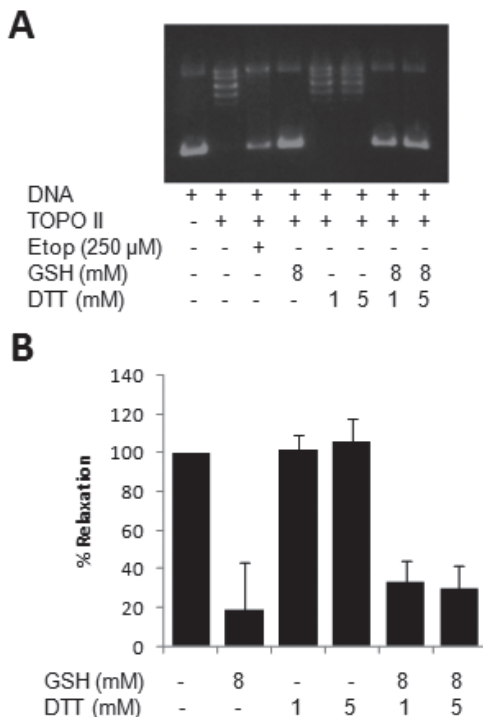 A
DNA + + + + + + + +
TOPO II - + + + + + + +
Etop (250 µM) - - + - - - - -
GSH (mM) - - - 8 - - 8 8
DTT (mM) - - - - 1 5 1 5
B
140
120
100
80
60
40
20
0
% Relaxation
GSH (mM) - 8 - - 8 8
DTT (mM) - - 1 5 1 5